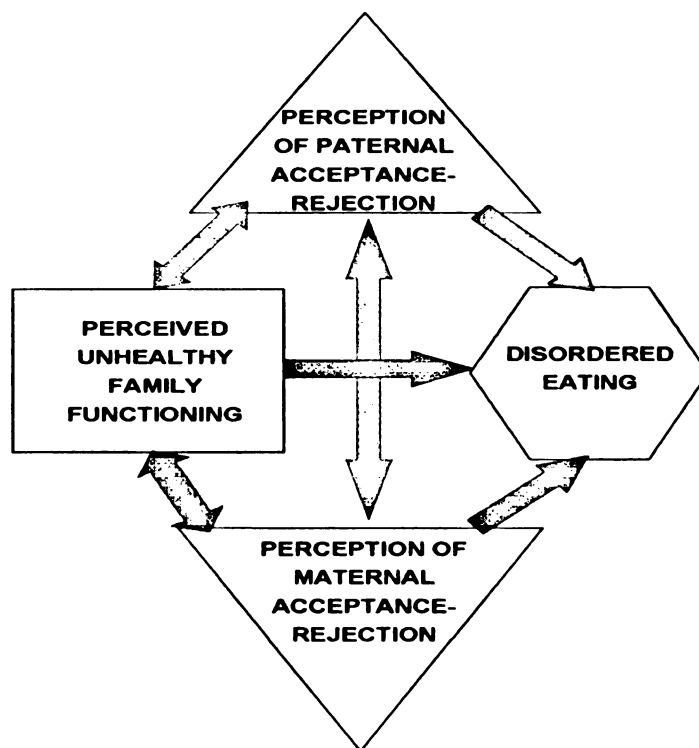 PERCEPTION
OF PATERNAL
ACCEPTANCE-
REJECTION
PERCEIVED
UNHEALTHY
FAMILY
FUNCTIONING
DISORDERED
EATING
PERCEPTION OF
MATERNAL
ACCEPTANCE-
REJECTION